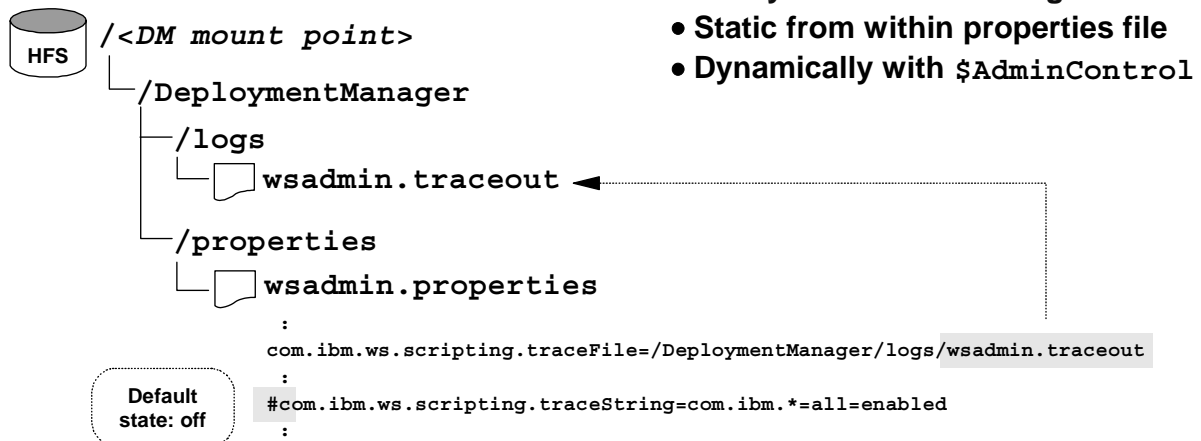 • Static from within properties file
• Dynamically with $AdminControl
HFS
/<DM mount point>
/DeploymentManager
/logs
wsadmin.traceout
/properties
wsadmin.properties
:
com.ibm.ws.scripting.traceFile=/DeploymentManager/logs/wsadmin.traceout
:
Default
state: off
#com.ibm.ws.scripting.traceString=com.ibm.*=all=enabled
: